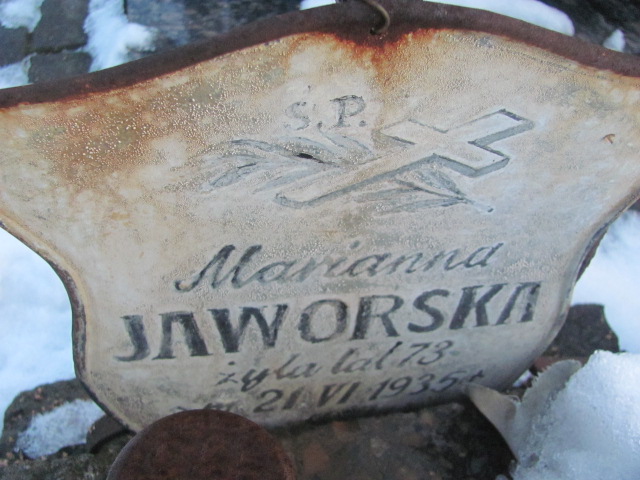 Ś.P.
Marianna
JAWORSKA
żyła lat 73
21 VI 1935 r